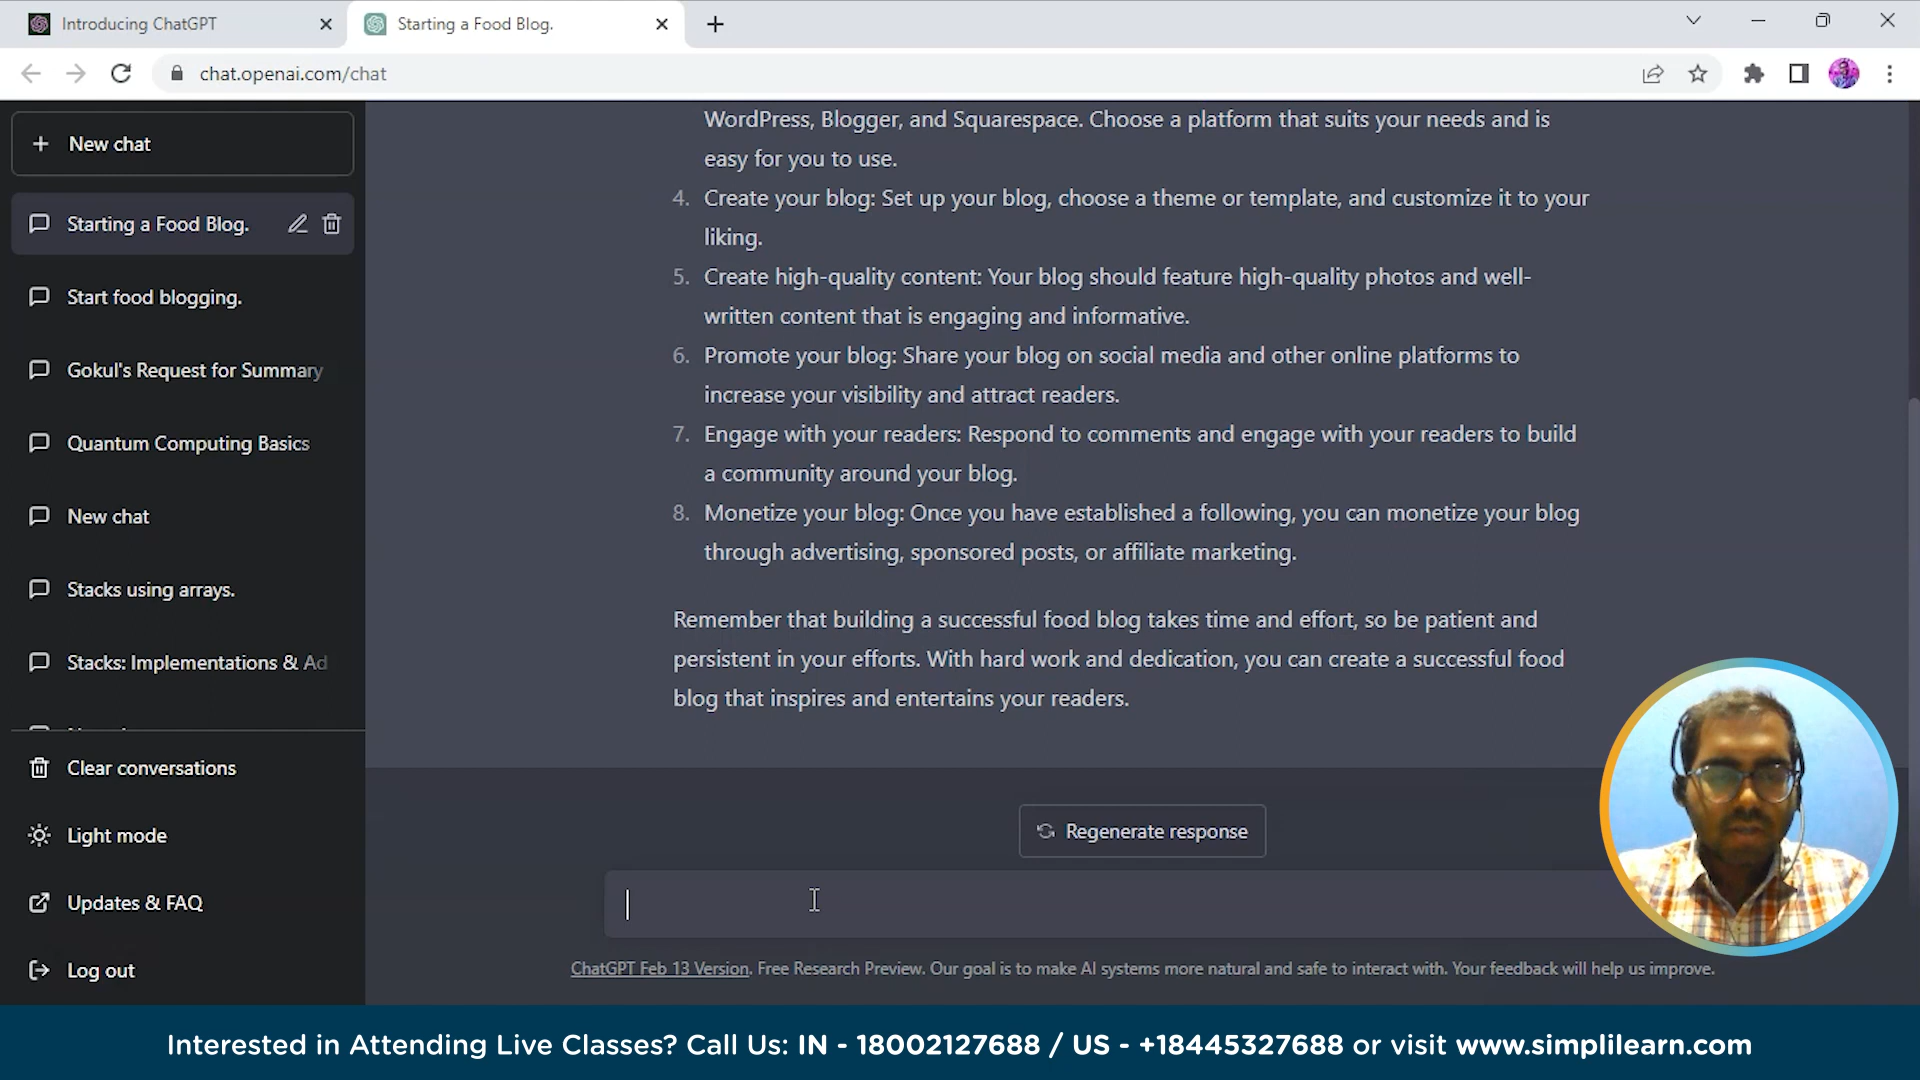 Introducing ChatGPT
Starting a Food Blog.
chat.openai.com/chat
New chat
Starting a Food Blog.
Start food blogging.
Gokul's Request for Summary
Quantum Computing Basics
New chat
Stacks using arrays.
Stacks: Implementations & Ad
Clear conversations
Light mode
Updates & FAQ
Log out
WordPress, Blogger, and Squarespace. Choose a platform that suits your needs and is
easy for you to use.
4. Create your blog: Set up your blog, choose a theme or template, and customize it to your
liking.
5. Create high-quality content: Your blog should feature high-quality photos and well-
written content that is engaging and informative.
6. Promote your blog: Share your blog on social media and other online platforms to
increase your visibility and attract readers.
7. Engage with your readers: Respond to comments and engage with your readers to build
a community around your blog.
8. Monetize your blog: Once you have established a following, you can monetize your blog
through advertising, sponsored posts, or affiliate marketing.
Remember that building a successful food blog takes time and effort, so be patient and
persistent in your efforts. With hard work and dedication, you can create a successful food
blog that inspires and entertains your readers.
Regenerate response
ChatGPT Feb 13 Version. Free Research Preview. Our goal is to make AI systems more natural and safe to interact with. Your feedback will help us improve.
Interested in Attending Live Classes? Call Us: IN - 18002127688 / US - +18445327688 or visit www.simplilearn.com